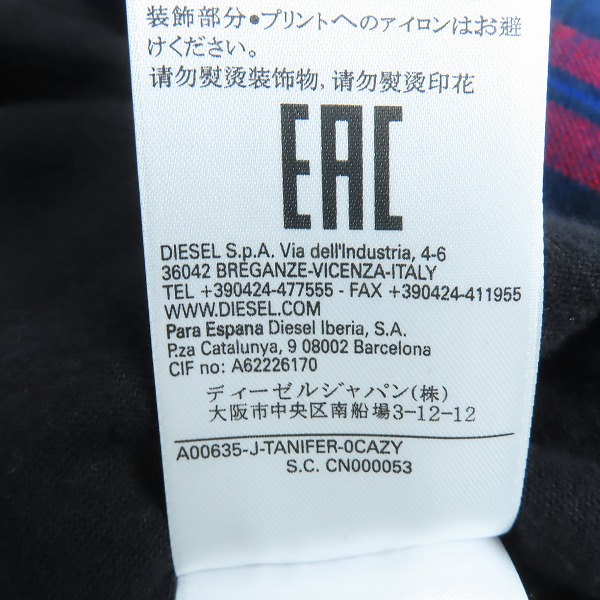 装飾部分●プリントへのアイロンはお避
けください。
请勿熨烫装饰物, 请勿熨烫印花
EAC
DIESEL S.p.A. Via dell'Industria, 4-6
36042 BREGANZE-VICENZA-ITALY
TEL +390424-477555 - FAX +390424-411955
WWW.DIESEL.COM
Para Espana Diesel Iberia, S.A.
P.za Catalunya, 9 08002 Barcelona
CIF no: A62226170
ディーゼルジャパン(株)
大阪市中央区南船場3-12-12
A00635-J-TANIFER-0CAZY
S.C. CN000053